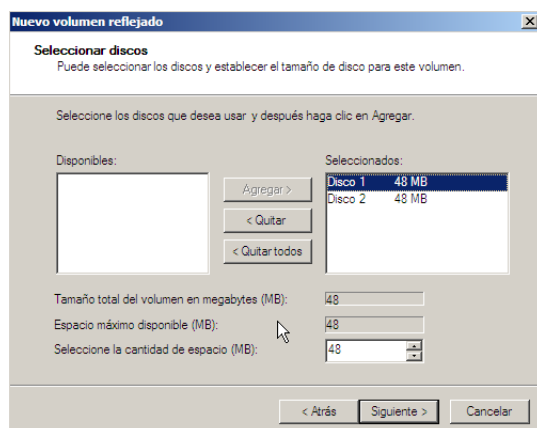 Nuevo volumen reflejado
Seleccionar discos
Puede seleccionar los discos y establecer el tamaño de disco para este volumen.
Seleccione los discos que desea usar y después haga clic en Agregar.
Disponibles:
Seleccionados:
Agregar >
< Quitar
< Quitar todos
Disco 1 48 MB
Disco 2 48 MB
Tamaño total del volumen en megabytes (MB): 48
Espacio máximo disponible (MB): 48
Seleccione la cantidad de espacio (MB): 48
< Atrás Siguiente > Cancelar